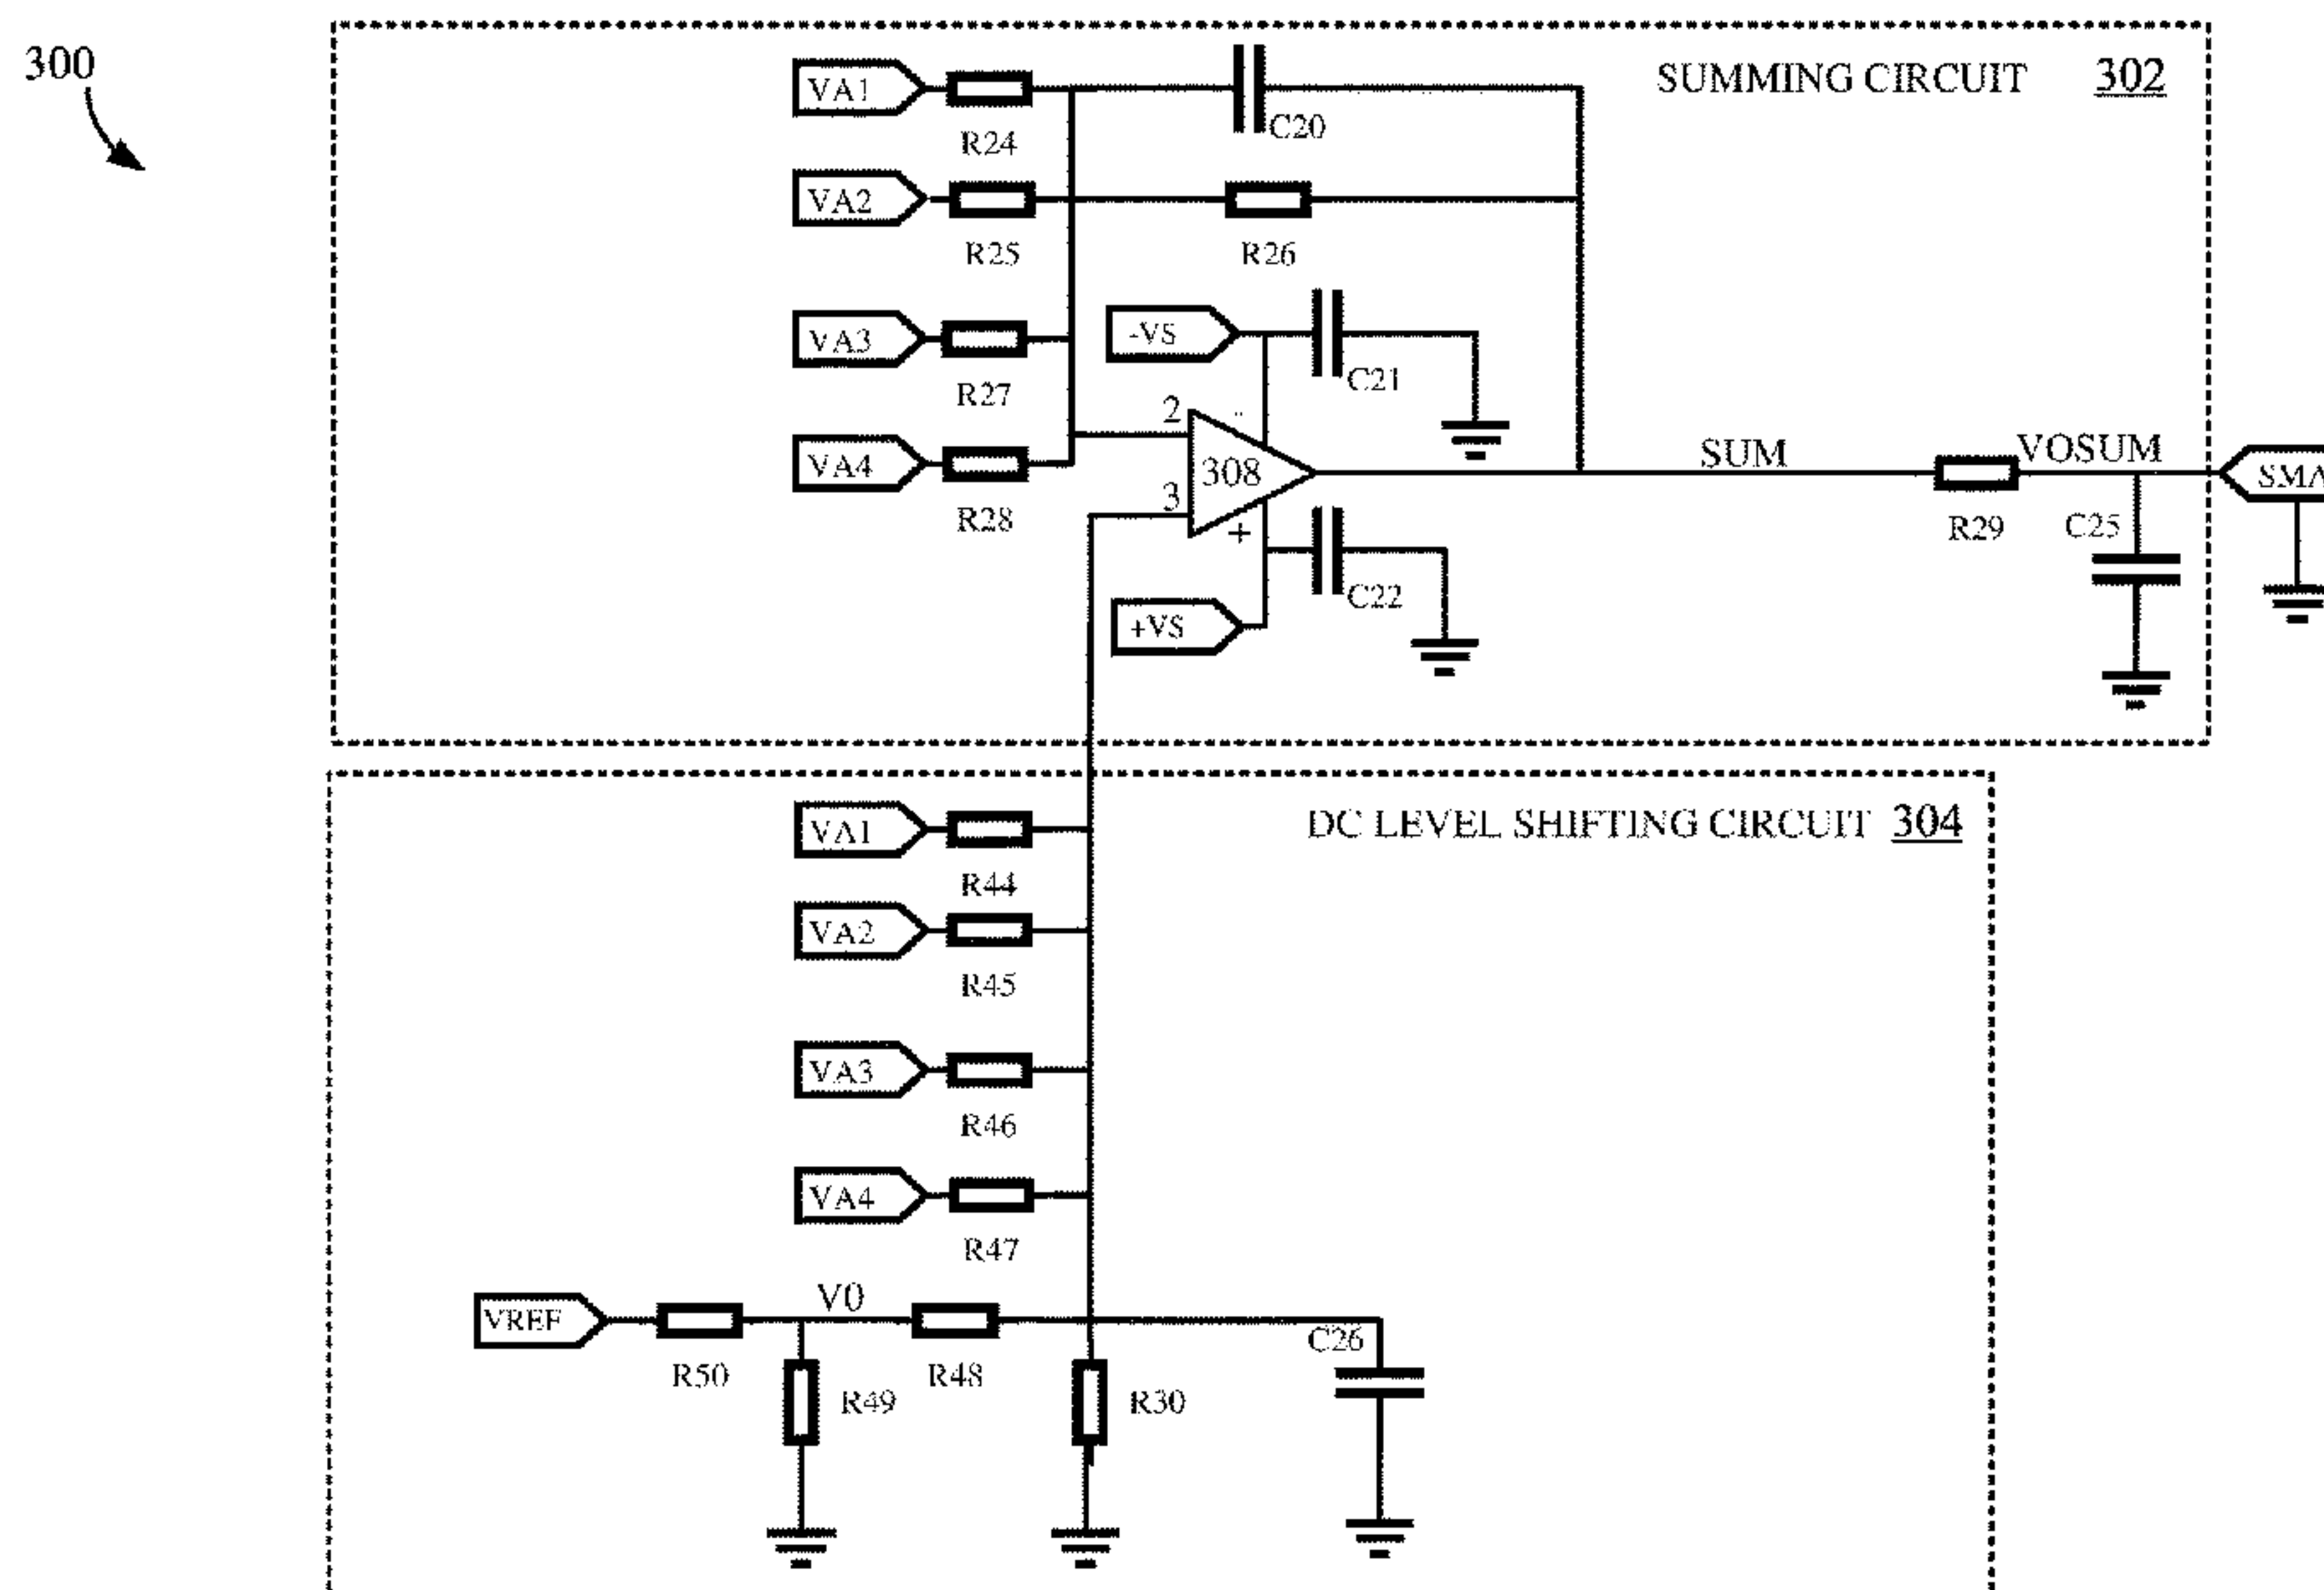 300
SUMMING CIRCUIT 302
VA1
R24
C20
VA2
R25
R26
VA3
R27
-VS
C21
VA4
R28
2
3
308
-
+
SUM
R29
VOSUM
C25
SMA
C22
+VS
DC LEVEL SHIFTING CIRCUIT 304
VA1
R44
VA2
R45
VA3
R46
VA4
R47
VREF
R50
V0
R49
R48
R30
C26